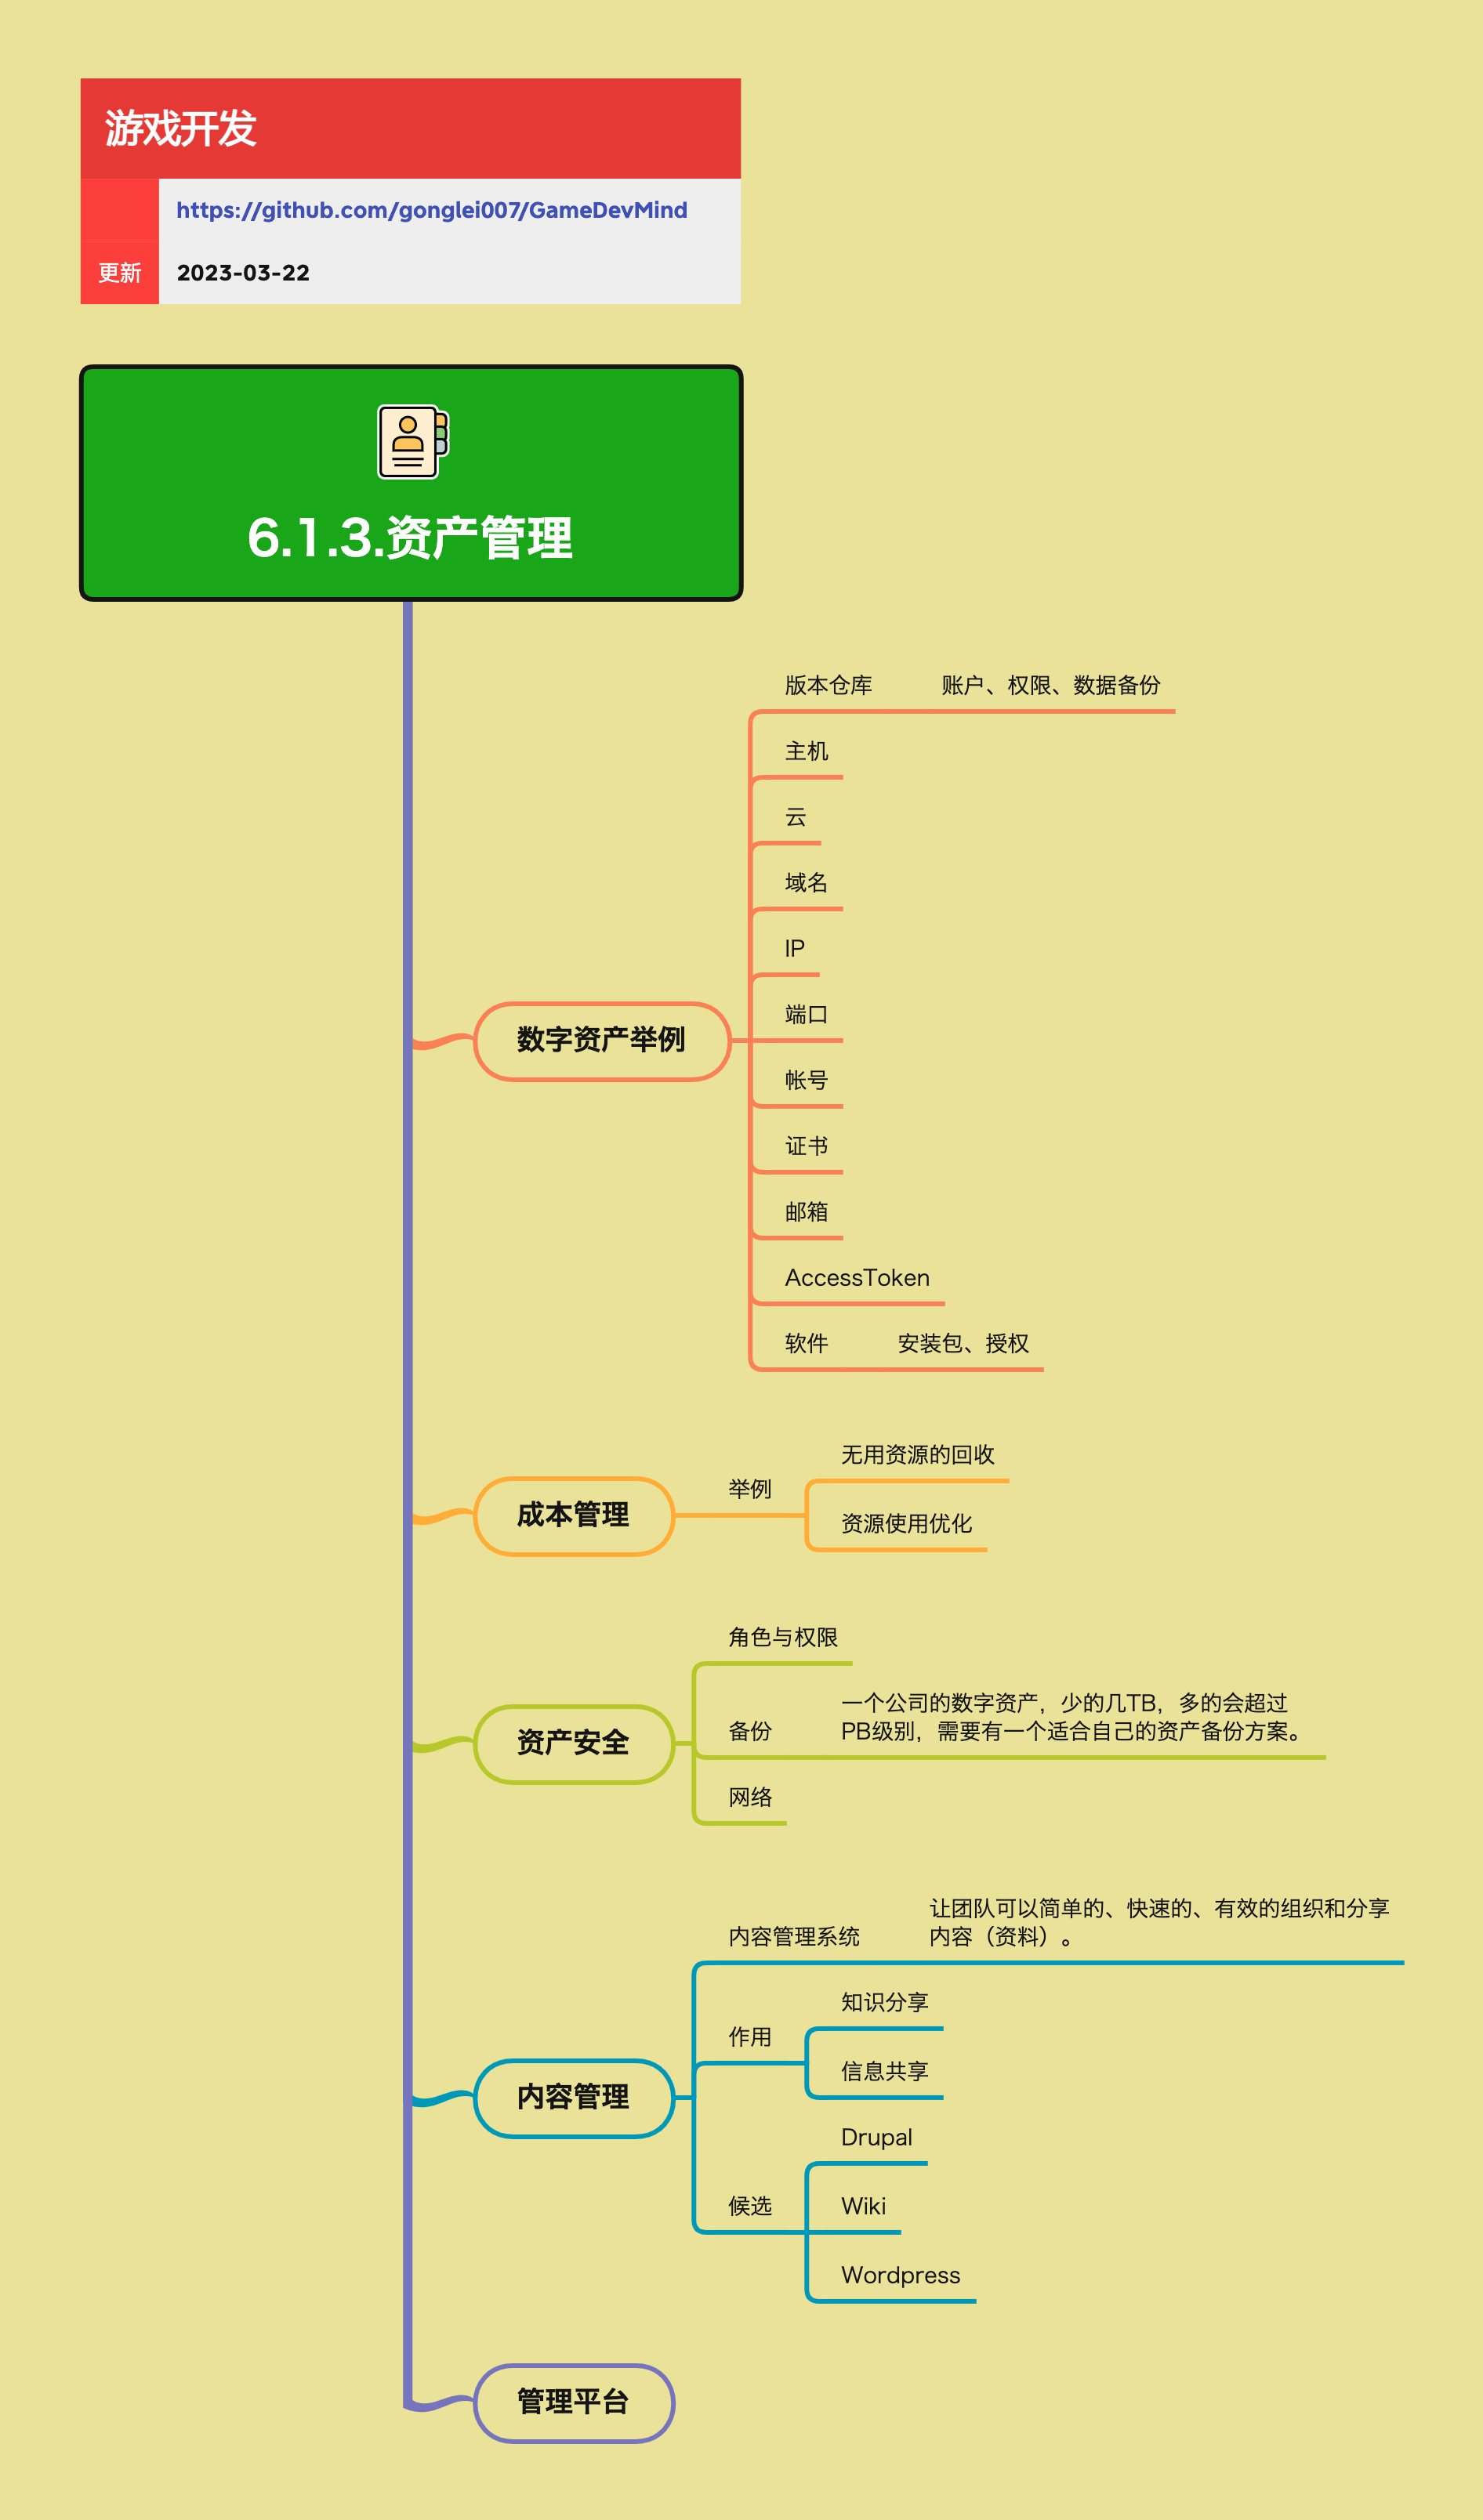 游戏开发
https://github.com/gonglei007/GameDevMind
更新
2023-03-22
6.1.3.资产管理
数字资产举例
版本仓库
账户、权限、数据备份
主机
云
域名
IP
端口
帐号
证书
邮箱
AccessToken
软件
安装包、授权
成本管理
举例
无用资源的回收
资源使用优化
资产安全
角色与权限
备份
一个公司的数字资产，少的几TB，多的会超过
PB级别，需要有一个适合自己的资产备份方案。
网络
内容管理
内容管理系统
让团队可以简单的、快速的、有效的组织和分享
内容（资料）。
作用
知识分享
信息共享
候选
Drupal
Wiki
Wordpress
管理平台